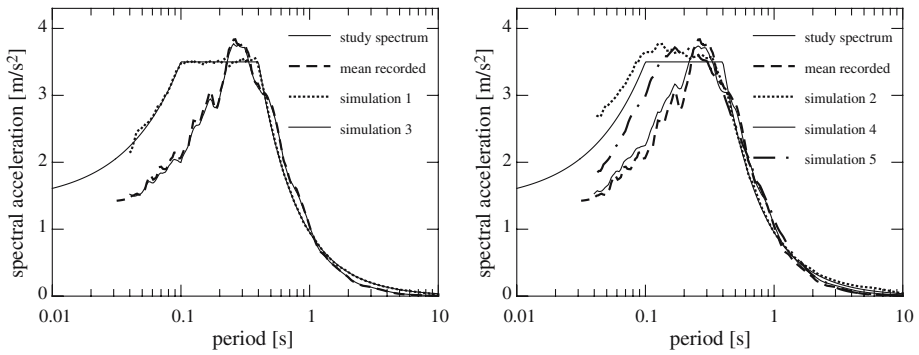 4
3
2
1
0
spectral acceleration [m/s²]
study spectrum
mean recorded
simulation 1
simulation 3
0.01
0.1
1
10
period [s]
4
3
2
1
0
spectral acceleration [m/s²]
study spectrum
mean recorded
simulation 2
simulation 4
simulation 5
0.01
0.1
1
10
period [s]